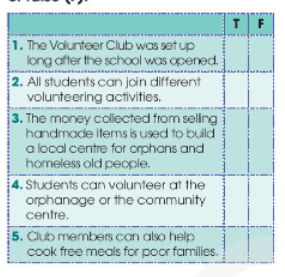 T F
1. The Volunteer Club was set up
long after the school was opened.
2. All students can join different
volunteering activities.
3. The money collected from selling
handmade items is used to build
a local centre for orphans and
homeless old people.
4. Students can volunteer at the
orphanage or the community
centre.
5. Club members can also help
cook free meals for poor families.